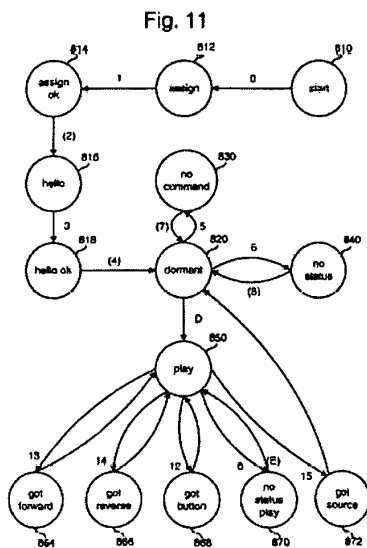 Fig. 11
814
812
810
assign
ok
1
assign
0
start
(2)
816
hello
830
no
command
3
(7)
5
818
820
840
hello ok
(4)
dormant
6
(8)
no
status
D
850
play
13
14
12
6
(E)
15
got
forward
got
reverse
got
button
no
status
play
got
source
864
866
868
870
872